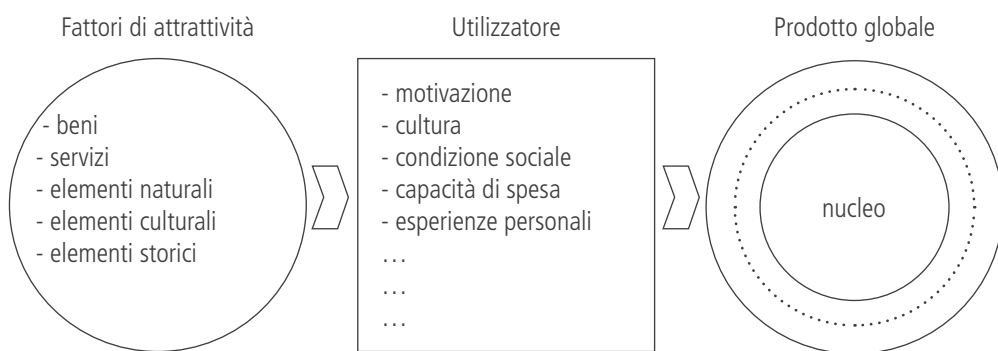 Fattori di attrattività
Utilizzatore
Prodotto globale
- beni
- servizi
- elementi naturali
- elementi culturali
- elementi storici
- motivazione
- cultura
- condizione sociale
- capacità di spesa
- esperienze personali
…
…
…
nucleo